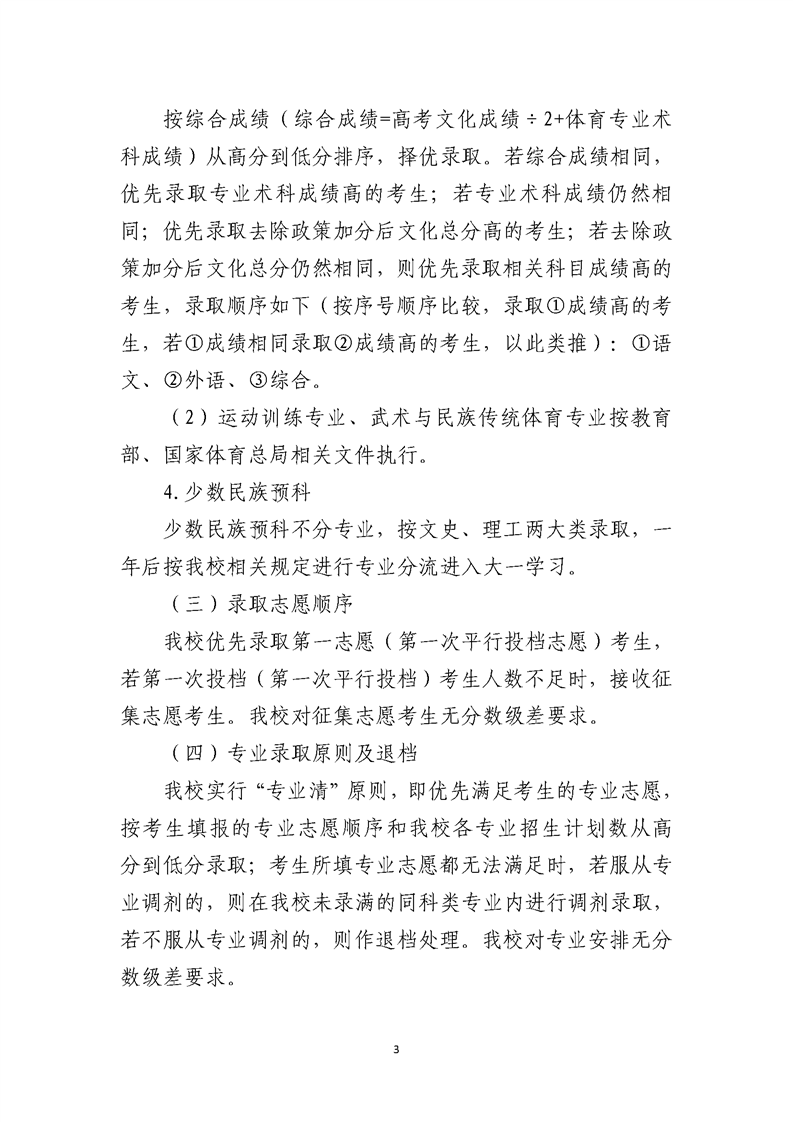 按综合成绩（综合成绩=高考文化成绩÷2+体育专业术
科成绩）从高分到低分排序，择优录取。若综合成绩相同，
优先录取专业术科成绩高的考生；若专业术科成绩仍然相
同；优先录取去除政策加分后文化总分高的考生；若去除政
策加分后文化总分仍然相同，则优先录取相关科目成绩高的
考生，录取顺序如下（按序号顺序比较，录取①成绩高的考
生，若①成绩相同录取②成绩高的考生，以此类推）：①语
文、②外语、③综合。
（2）运动训练专业、武术与民族传统体育专业按教育
部、国家体育总局相关文件执行。
4.少数民族预科
少数民族预科不分专业，按文史、理工两大类录取，一
年后按我校相关规定进行专业分流进入大一学习。
（三）录取志愿顺序
我校优先录取第一志愿（第一次平行投档志愿）考生，
若第一次投档（第一次平行投档）考生人数不足时，接收征
集志愿考生。我校对征集志愿考生无分数级差要求。
（四）专业录取原则及退档
我校实行“专业清”原则，即优先满足考生的专业志愿，
按考生填报的专业志愿顺序和我校各专业招生计划数从高
分到低分录取；考生所填专业志愿都无法满足时，若服从专
业调剂的，则在我校未录满的同科类专业内进行调剂录取，
若不服从专业调剂的，则作退档处理。我校对专业安排无分
数级差要求。
3